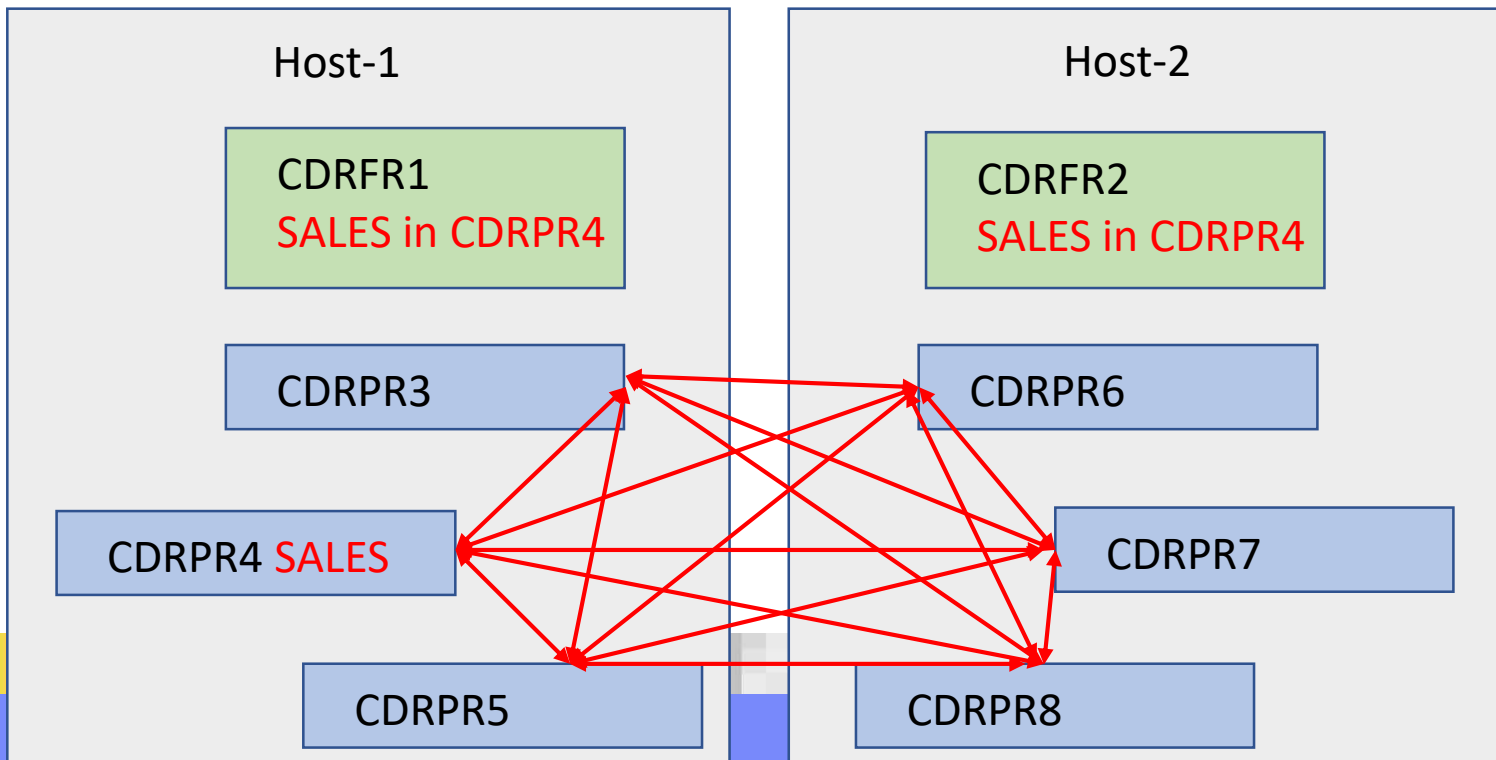 Host-1
CDRFR1
SALES in CDRPR4
CDRPR3
CDRPR4 SALES
CDRPR5
Host-2
CDRFR2
SALES in CDRPR4
CDRPR6
CDRPR7
CDRPR8